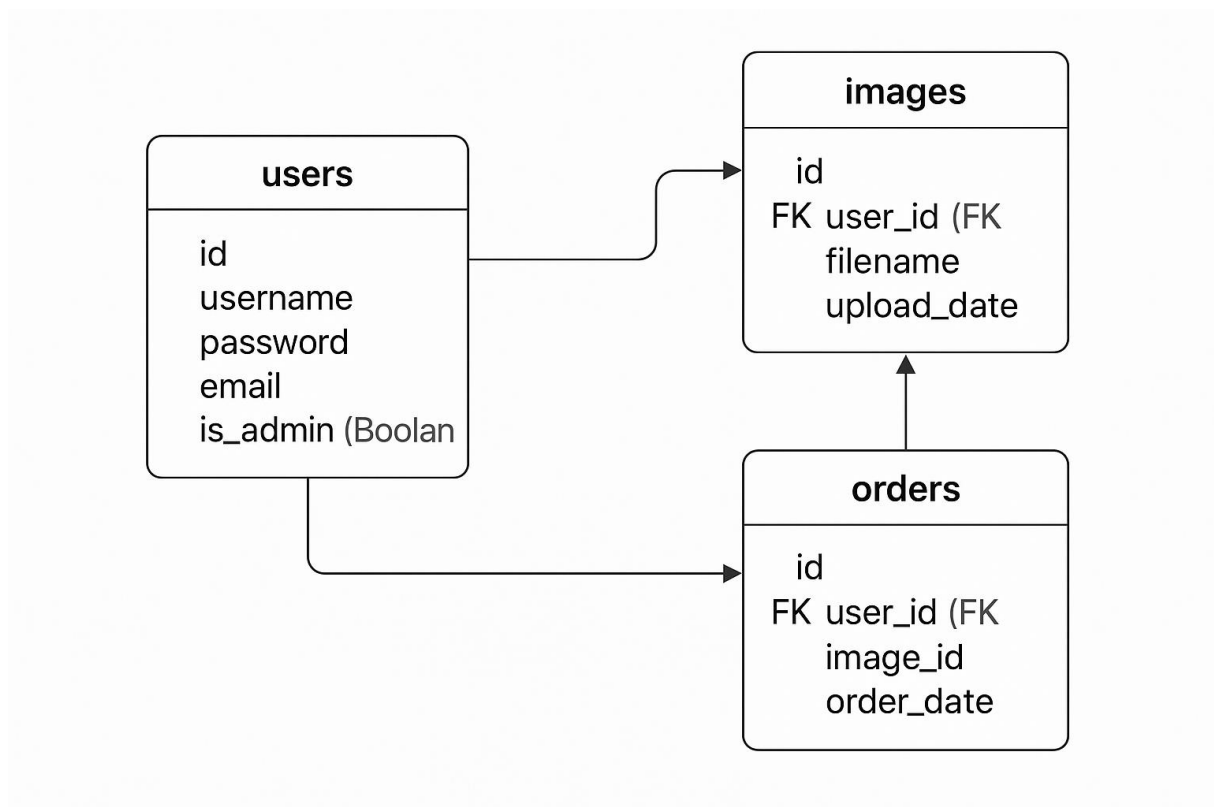 users
id
username
password
email
is_admin (Boolan
images
id
FK user_id (FK
filename
upload_date
orders
id
FK user_id (FK
image_id
order_date